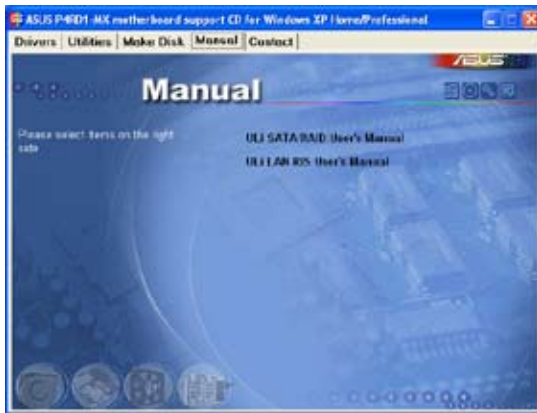 ASUS P4RD1-MX motherboard support CD for Windows XP Home/Professional
Drivers Utilities Make Disk Manual Contact
ASUS
Manual
Please select items on the right
side
ULi SATA RAID User's Manual
ULi LAN RIS User's Manual